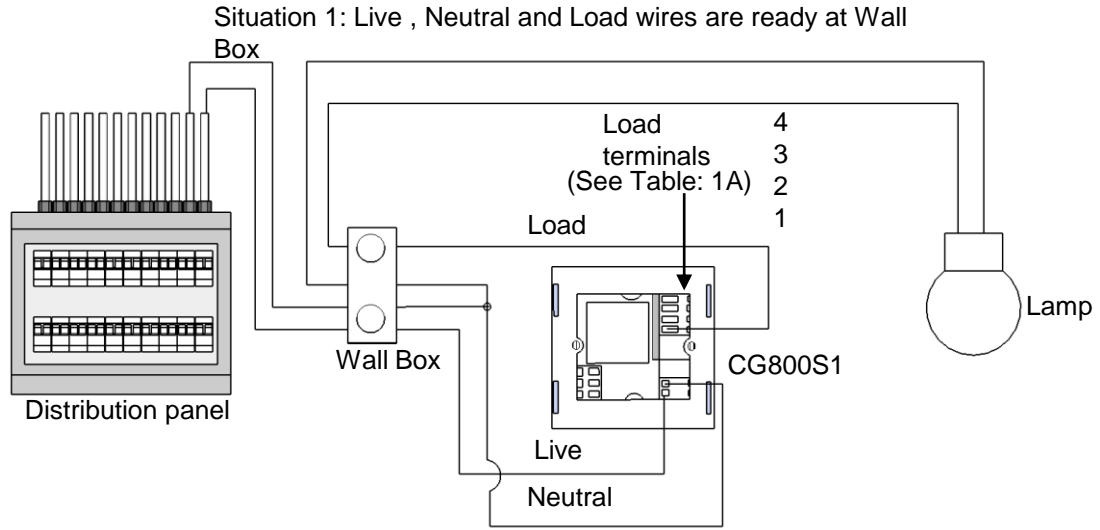 Situation 1: Live , Neutral and Load wires are ready at Wall
Box
Load
terminals
(See Table: 1A)
4
3
2
1
Load
Wall Box
CG800S1
Lamp
Distribution panel
Live
Neutral